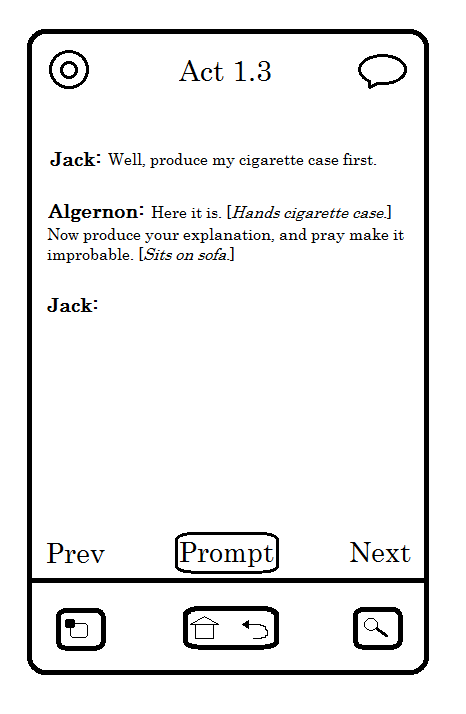 Act 1.3
Jack: Well, produce my cigarette case first.
Algernon: Here it is. [Hands cigarette case.]
Now produce your explanation, and pray make it
improbable. [Sits on sofa.]
Jack:
Prev Prompt Next